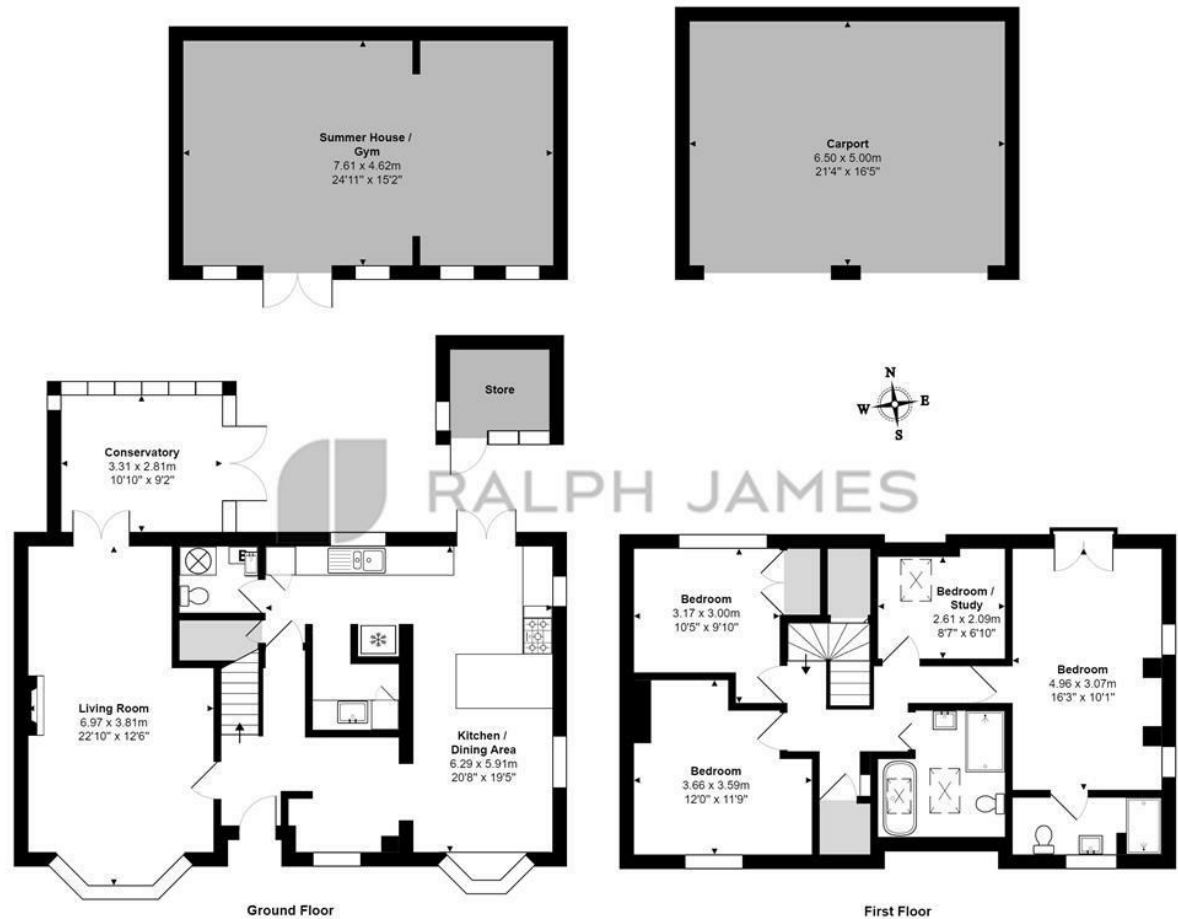 Summer House /
Gym
7.61 x 4.62m
24'11" x 15'2"
Carport
6.50 x 5.00m
21'4" x 16'5"
Store
N
W
E
S
Conservatory
3.31 x 2.81m
10'10" x 9'2"
RALPH JAMES
B
Living Room
6.97 x 3.81m
22'10" x 12'6"
Kitchen /
Dining Area
6.29 x 5.91m
20'8" x 19'5"
Bedroom
3.17 x 3.00m
10'5" x 9'10"
Bedroom /
Study
2.61 x 2.09m
8'7" x 6'10"
Bedroom
4.96 x 3.07m
16'3" x 10'1"
Bedroom
3.66 x 3.59m
12'0" x 11'9"
Ground Floor
First Floor